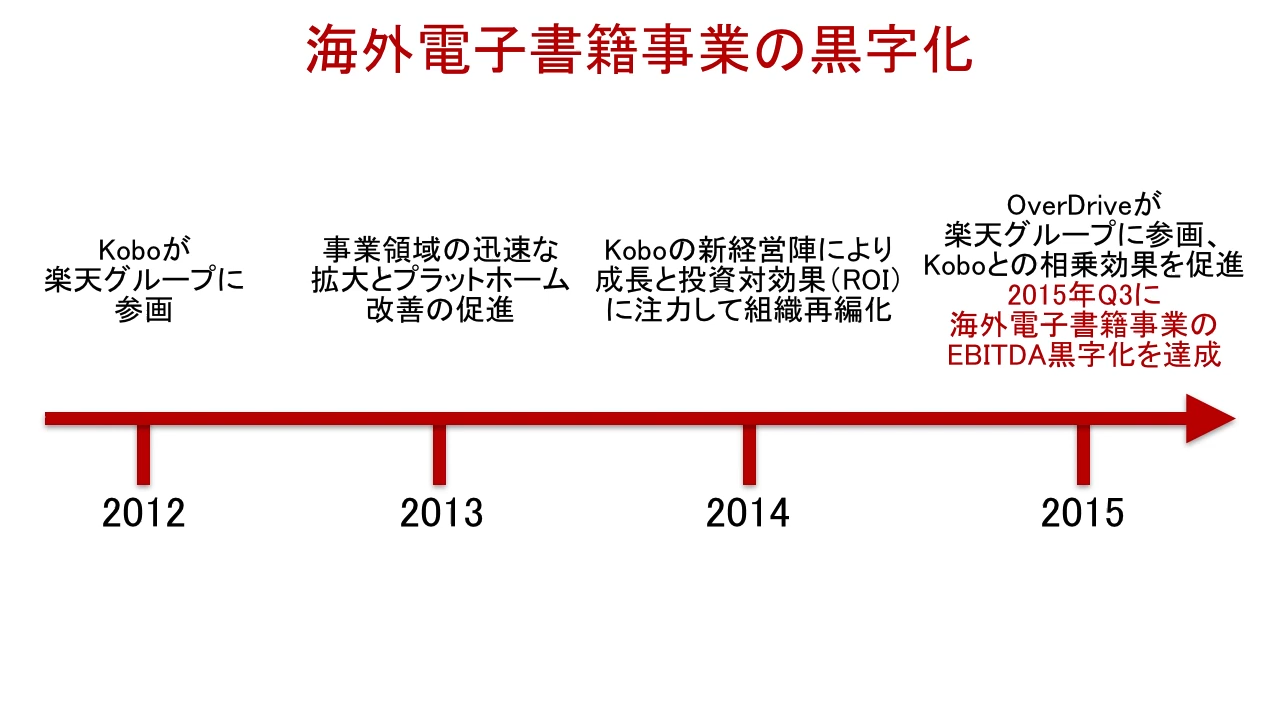 海外電子書籍事業の黒字化
Koboが
楽天グループに
参画
事業領域の迅速な
拡大とプラットホーム
改善の促進
Koboの新経営陣により
成長と投資対効果（ROI）
に注力して組織再編化
OverDriveが
楽天グループに参画、
Koboとの相乗効果を促進
2015年Q3に
海外電子書籍事業の
EBITDA黒字化を達成
2012
2013
2014
2015